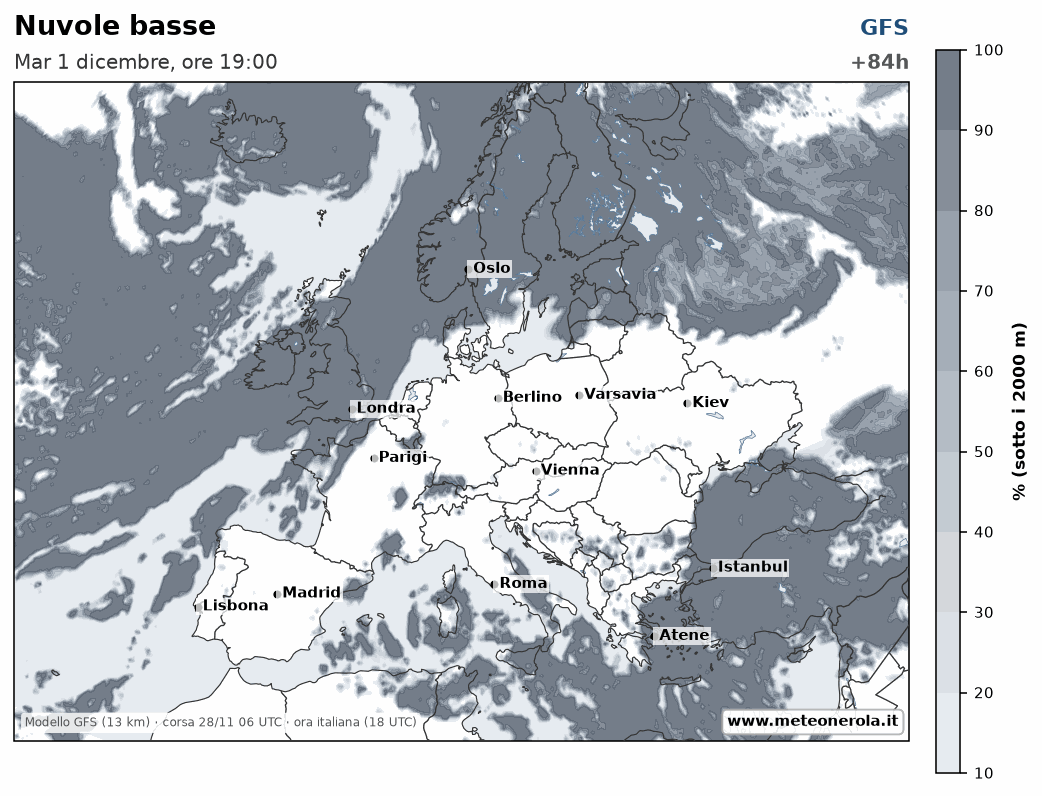 Nuvole basse
GFS
Mar 1 dicembre, ore 19:00
+84h
100
90
80
70
60
50
40
30
20
10
% (sotto i 2000 m)
Oslo
Londra
Berlino
Varsavia
Kiev
Parigi
Vienna
Madrid
Lisbona
Roma
Istanbul
Atene
Modello GFS (13 km) · corsa 28/11 06 UTC · ora italiana (18 UTC)
www.meteonerola.it